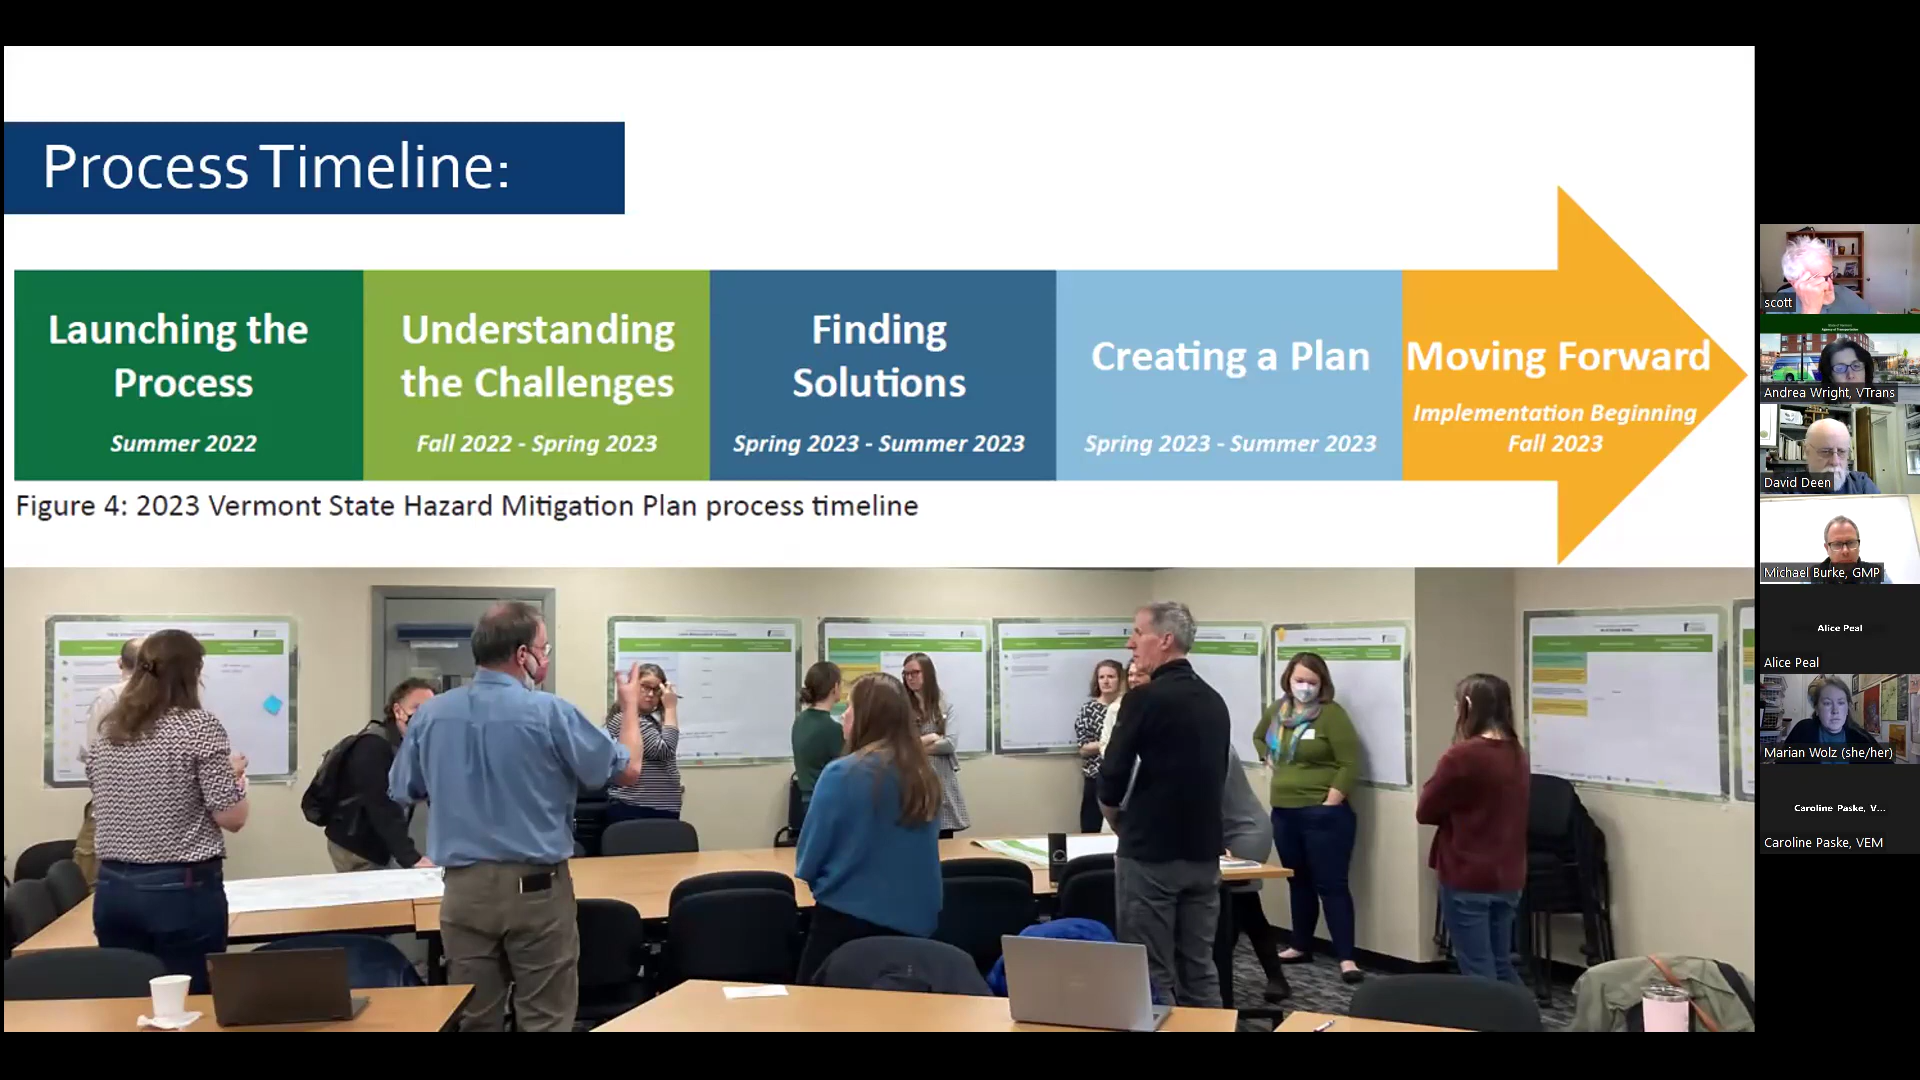 Process Timeline:
Launching the
Process
Summer 2022
Understanding
the Challenges
Fall 2022 - Spring 2023
Finding
Solutions
Spring 2023 - Summer 2023
Creating a Plan
Spring 2023 - Summer 2023
Moving Forward
Implementation Beginning
Fall 2023
Figure 4: 2023 Vermont State Hazard Mitigation Plan process timeline
scott
Andrea Wright, VTrans
David Deen
Michael Burke, GMP
Alice Peal
Alice Peal
Marian Wolz (she/her)
Caroline Paske, V...
Caroline Paske, VEM